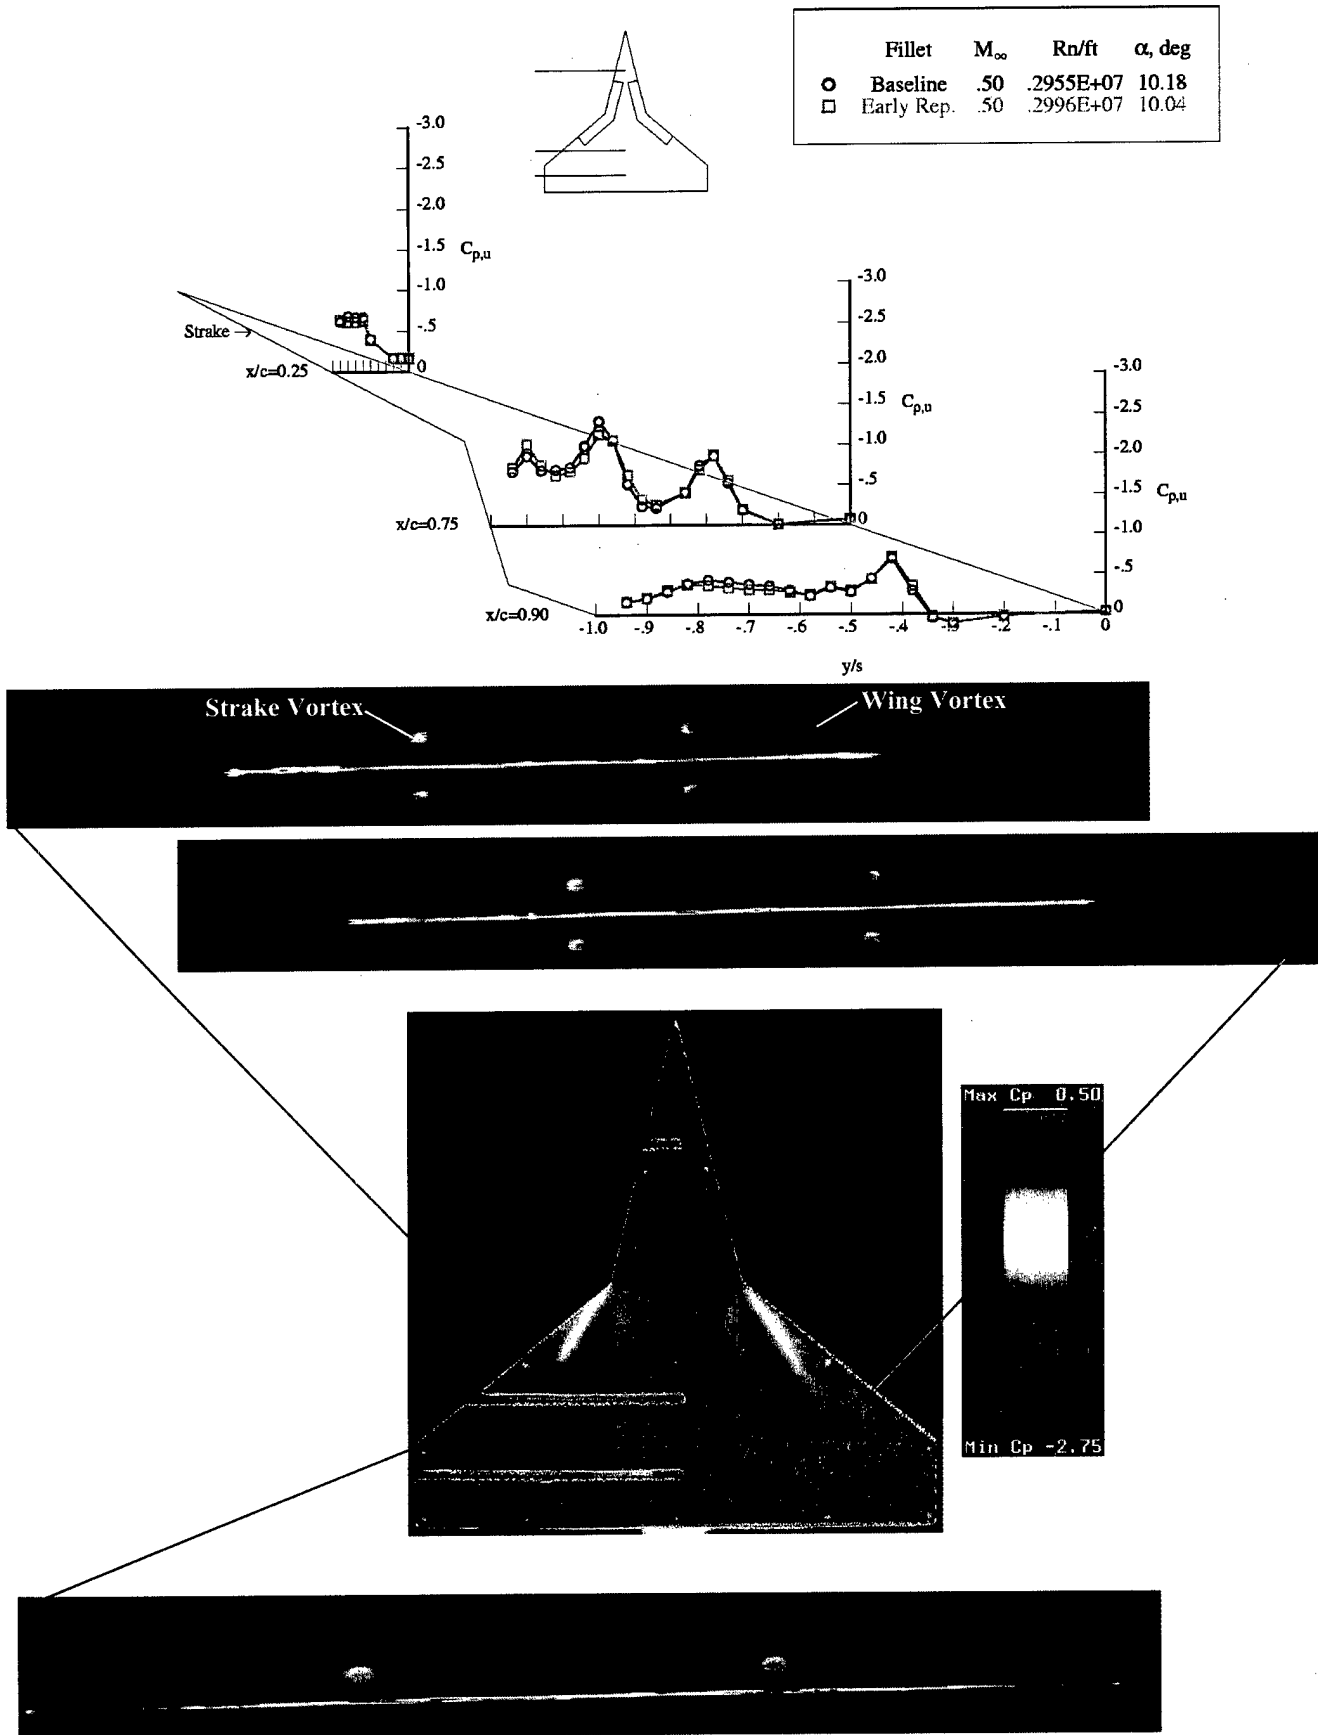 Fillet M∞ Rn/ft α, deg
Baseline .50 .2955E+07 10.18
Early Rep. .50 .2996E+07 10.04
-3.0
-2.5
-2.0
-1.5
-1.0
-.5
0
Cp,u
Strake →
x/c=0.25
-3.0
-2.5
-2.0
-1.5
-1.0
-.5
0
Cp,u
x/c=0.75
-3.0
-2.5
-2.0
-1.5
-1.0
-.5
0
Cp,u
x/c=0.90
-1.0 -.9 -.8 -.7 -.6 -.5 -.4 -.3 -.2 -.1 0
y/s
Strake Vortex
Wing Vortex
Max Cp 0.50
Min Cp -2.75